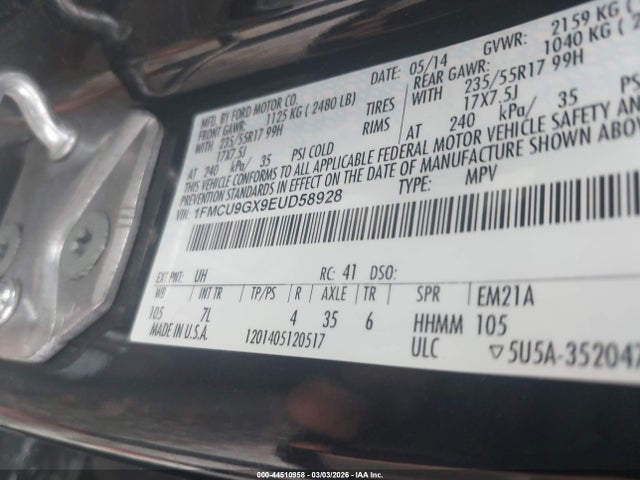 MFD. BY FORD MOTOR CO.
DATE: 05/14 GVWR: 2159 KG
FRONT GAWR: 1125 KG ( 2480 LB) REAR GAWR: 1040 KG (
WITH 235/55R17 99H TIRES WITH 235/55R17 99H
17X7.5J RIMS 17X7.5J
AT 240 kPa/ 35 PSI COLD AT 240 kPa/ 35 PS
THIS VEHICLE CONFORMS TO ALL APPLICABLE FEDERAL MOTOR VEHICLE SAFETY AND
PREVENTION STANDARDS IN EFFECT ON THE DATE OF MANUFACTURE SHOWN ABOVE
VIN: 1FMCU9GX9EUD58928 TYPE: MPV
EXT PNT: UH RC: 41 DSO:
WB INT TR TP/PS R AXLE TR SPR EM21A
105 7L 4 35 6 HHMM 105
MADE IN U.S.A. 1201405120517 ULC ▽5U5A-352047
000-44510958 - 03/03/2026 - IAA Inc.